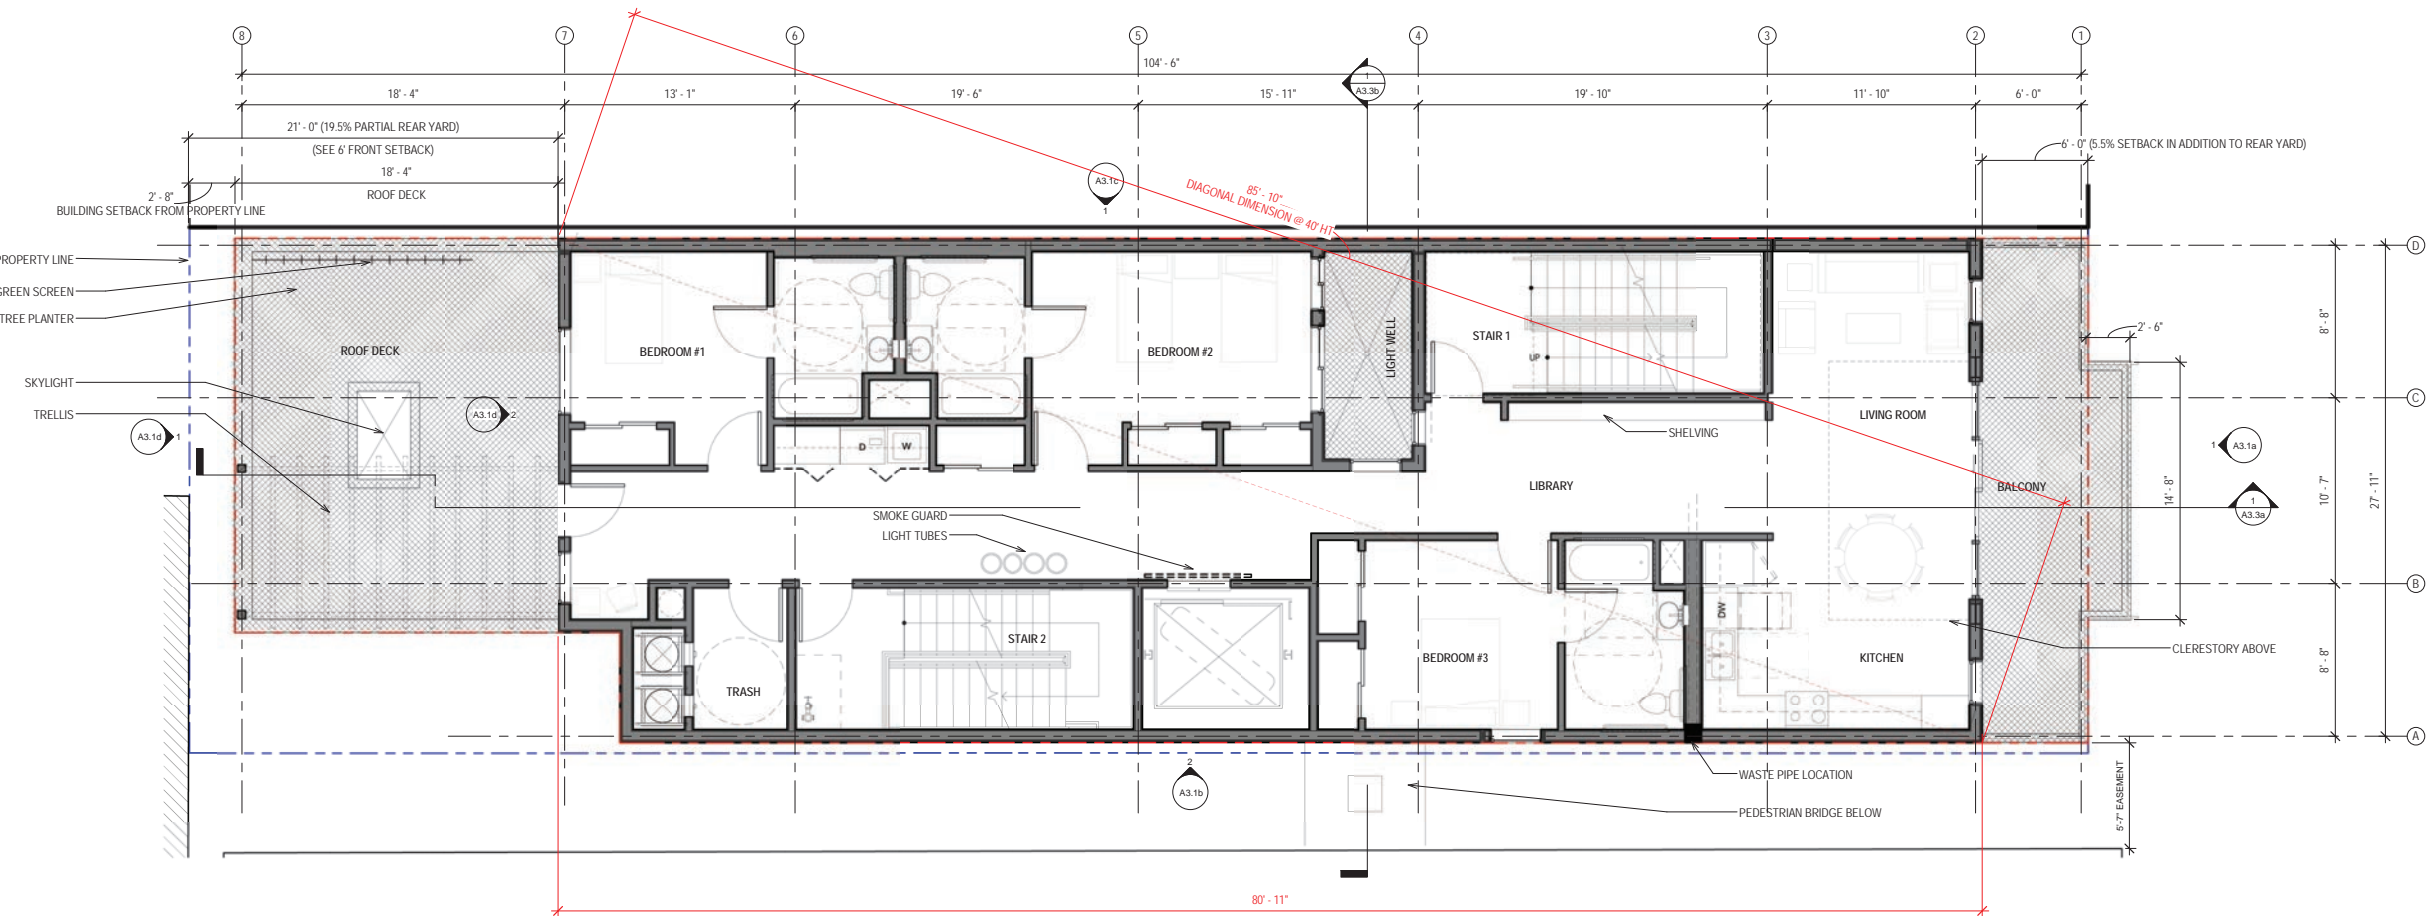 8
7
6
5
4
3
2
1
104' - 6"
1
A3.3b
18' - 4"
13' - 1"
19' - 6"
15' - 11"
19' - 10"
11' - 10"
6' - 0"
21' - 0" (19.5% PARTIAL REAR YARD)
(SEE 6' FRONT SETBACK)
6' - 0" (5.5% SETBACK IN ADDITION TO REAR YARD)
18' - 4"
ROOF DECK
2' - 8"
BUILDING SETBACK FROM PROPERTY LINE
A3.1c
1
85' - 10"
DIAGONAL DIMENSION @ 40' HT
PROPERTY LINE
GREEN SCREEN
TREE PLANTER
SKYLIGHT
TRELLIS
A3.1d
1
ROOF DECK
A3.1d
2
BEDROOM #1
BEDROOM #2
LIGHT WELL
STAIR 1
UP
SHELVING
LIVING ROOM
LIBRARY
BALCONY
D
W
SMOKE GUARD
LIGHT TUBES
STAIR 2
TRASH
BEDROOM #3
DW
KITCHEN
D
C
B
A
8' - 8"
10' - 7"
8' - 8"
27' - 11"
2' - 6"
14' - 8"
1
A3.1a
1
A3.3a
CLERESTORY ABOVE
WASTE PIPE LOCATION
PEDESTRIAN BRIDGE BELOW
5'-7" EASEMENT
2
A3.1b
80' - 11"